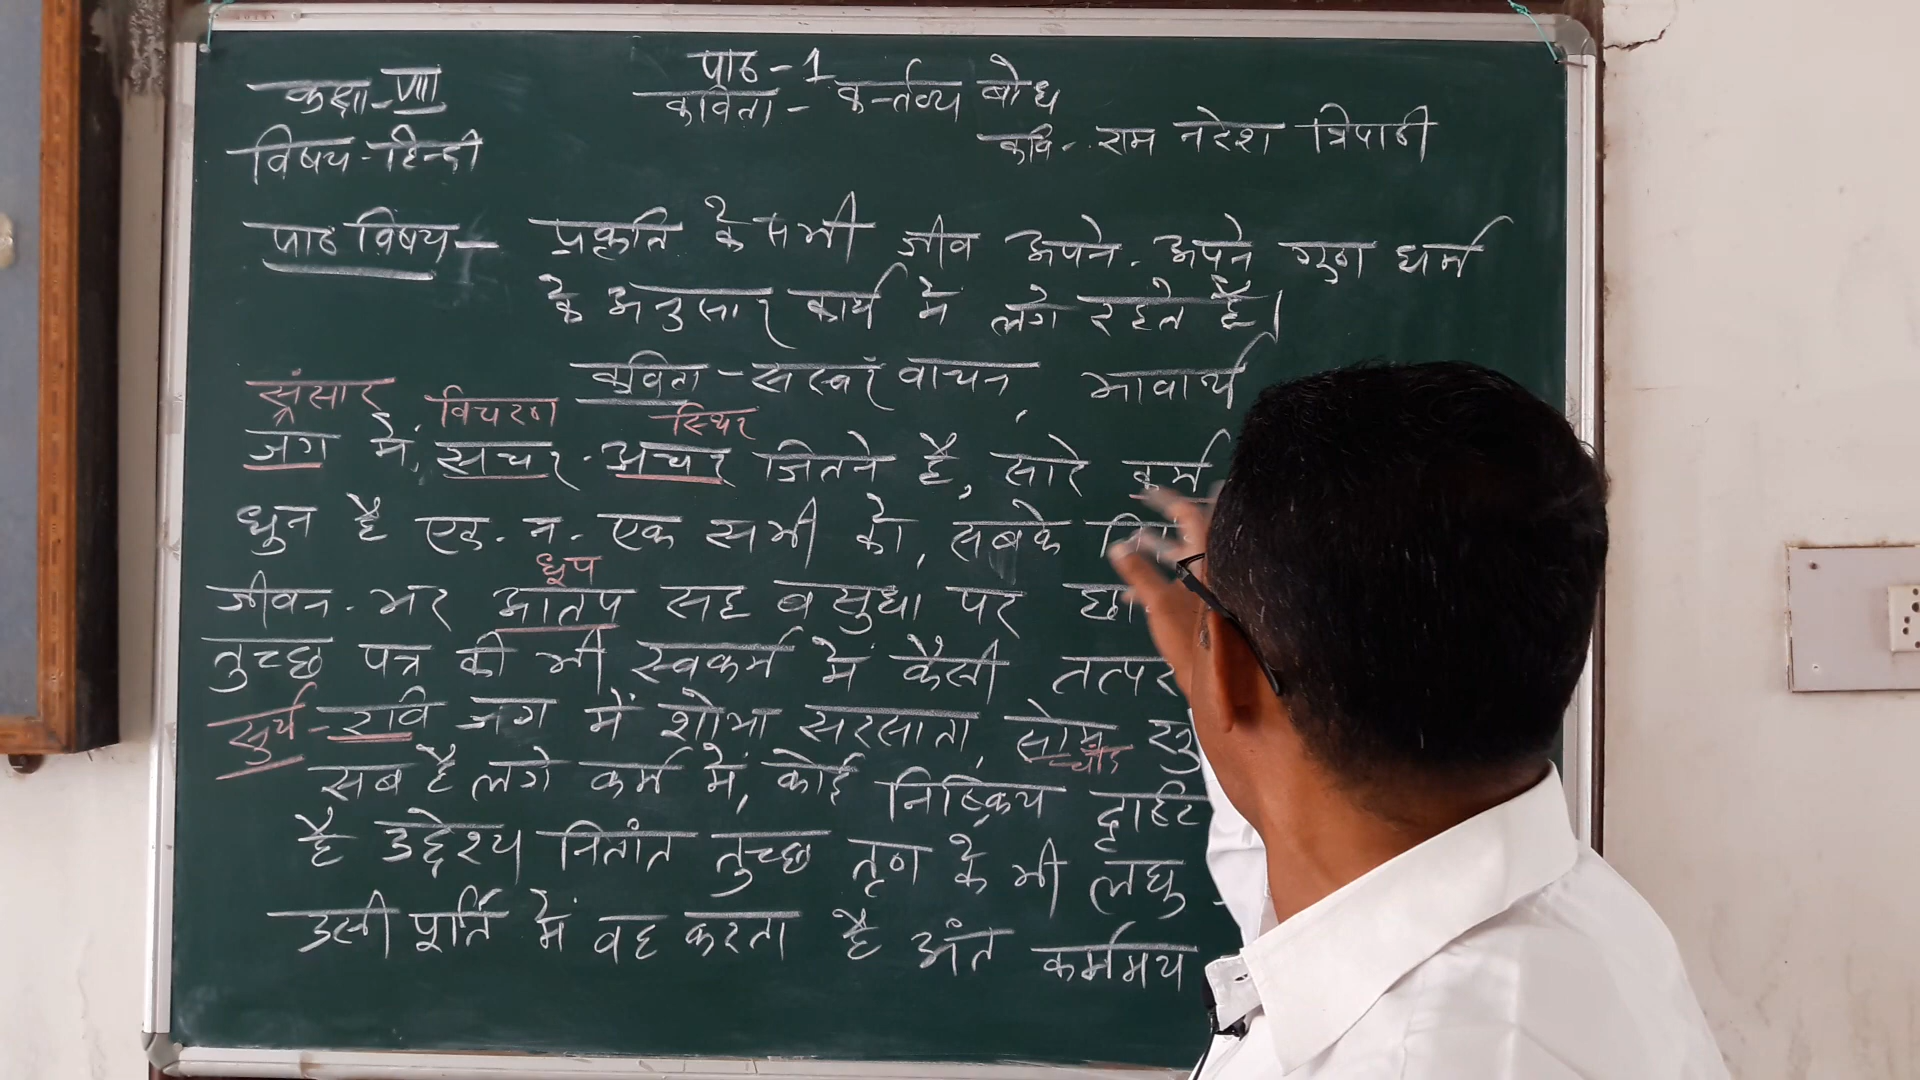 कक्षा - VIII
विषय - हिन्दी
पाठ - 1
कविता - कर्तव्य बोध
कवि - राम नरेश त्रिपाठी
पाठ विषय - प्रकृति के सभी जीव अपने - अपने गुण धर्म
के अनुसार कार्य मे लगे रहते है।
कविता - सस्वर वाचन, भावार्थ
संसार विचरण स्थिर
जग में, सचर - अचर जितने है, सारे कर्म
धुन है एक - न - एक सभी को, सबके
धूप
जीवन - भर आतप सह वसुधा पर
तुच्छ पत्र की भी स्वकर्म में कैसी तत्पर
सुर्य - रवि जग में शोभा सरसाता, सोम
चाँद
सब है लगे कर्म में, कोई निष्क्रिय
है उद्देश्य नितांत तुच्छ तृण के भी लघु
उसी पूर्ति में वह करता है अंत कर्ममय